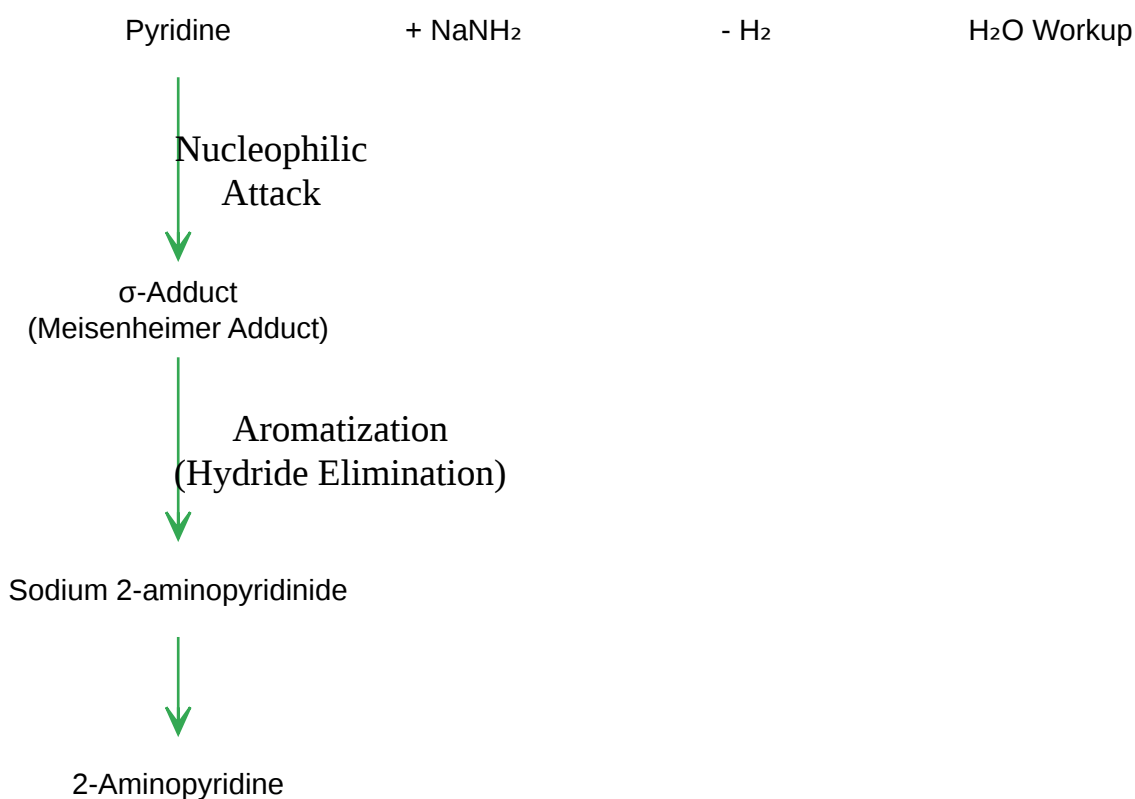 Pyridine
+ NaNH₂
- H₂
H₂O Workup
Nucleophilic
Attack
σ-Adduct
(Meisenheimer Adduct)
Aromatization
(Hydride Elimination)
Sodium 2-aminopyridinide
2-Aminopyridine